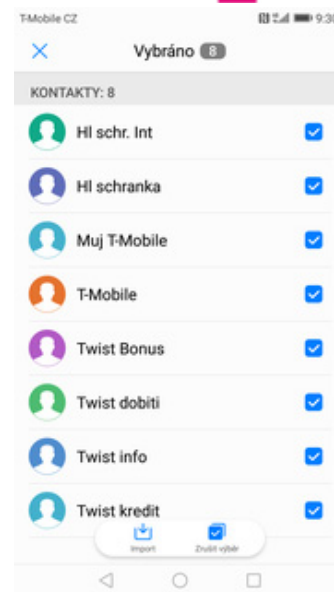 T-Mobile CZ 9:30
Vybráno 8
KONTAKTY: 8
Hl schr. Int
Hl schranka
Muj T-Mobile
T-Mobile
Twist Bonus
Twist dobiti
Twist info
Twist kredit
Import Zrušit výběr